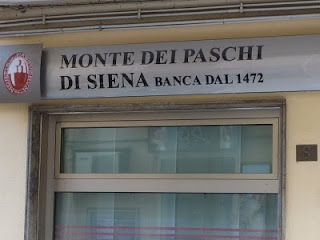 MONTE DEI PASCHI
DI SIENA BANCA DAL 1472